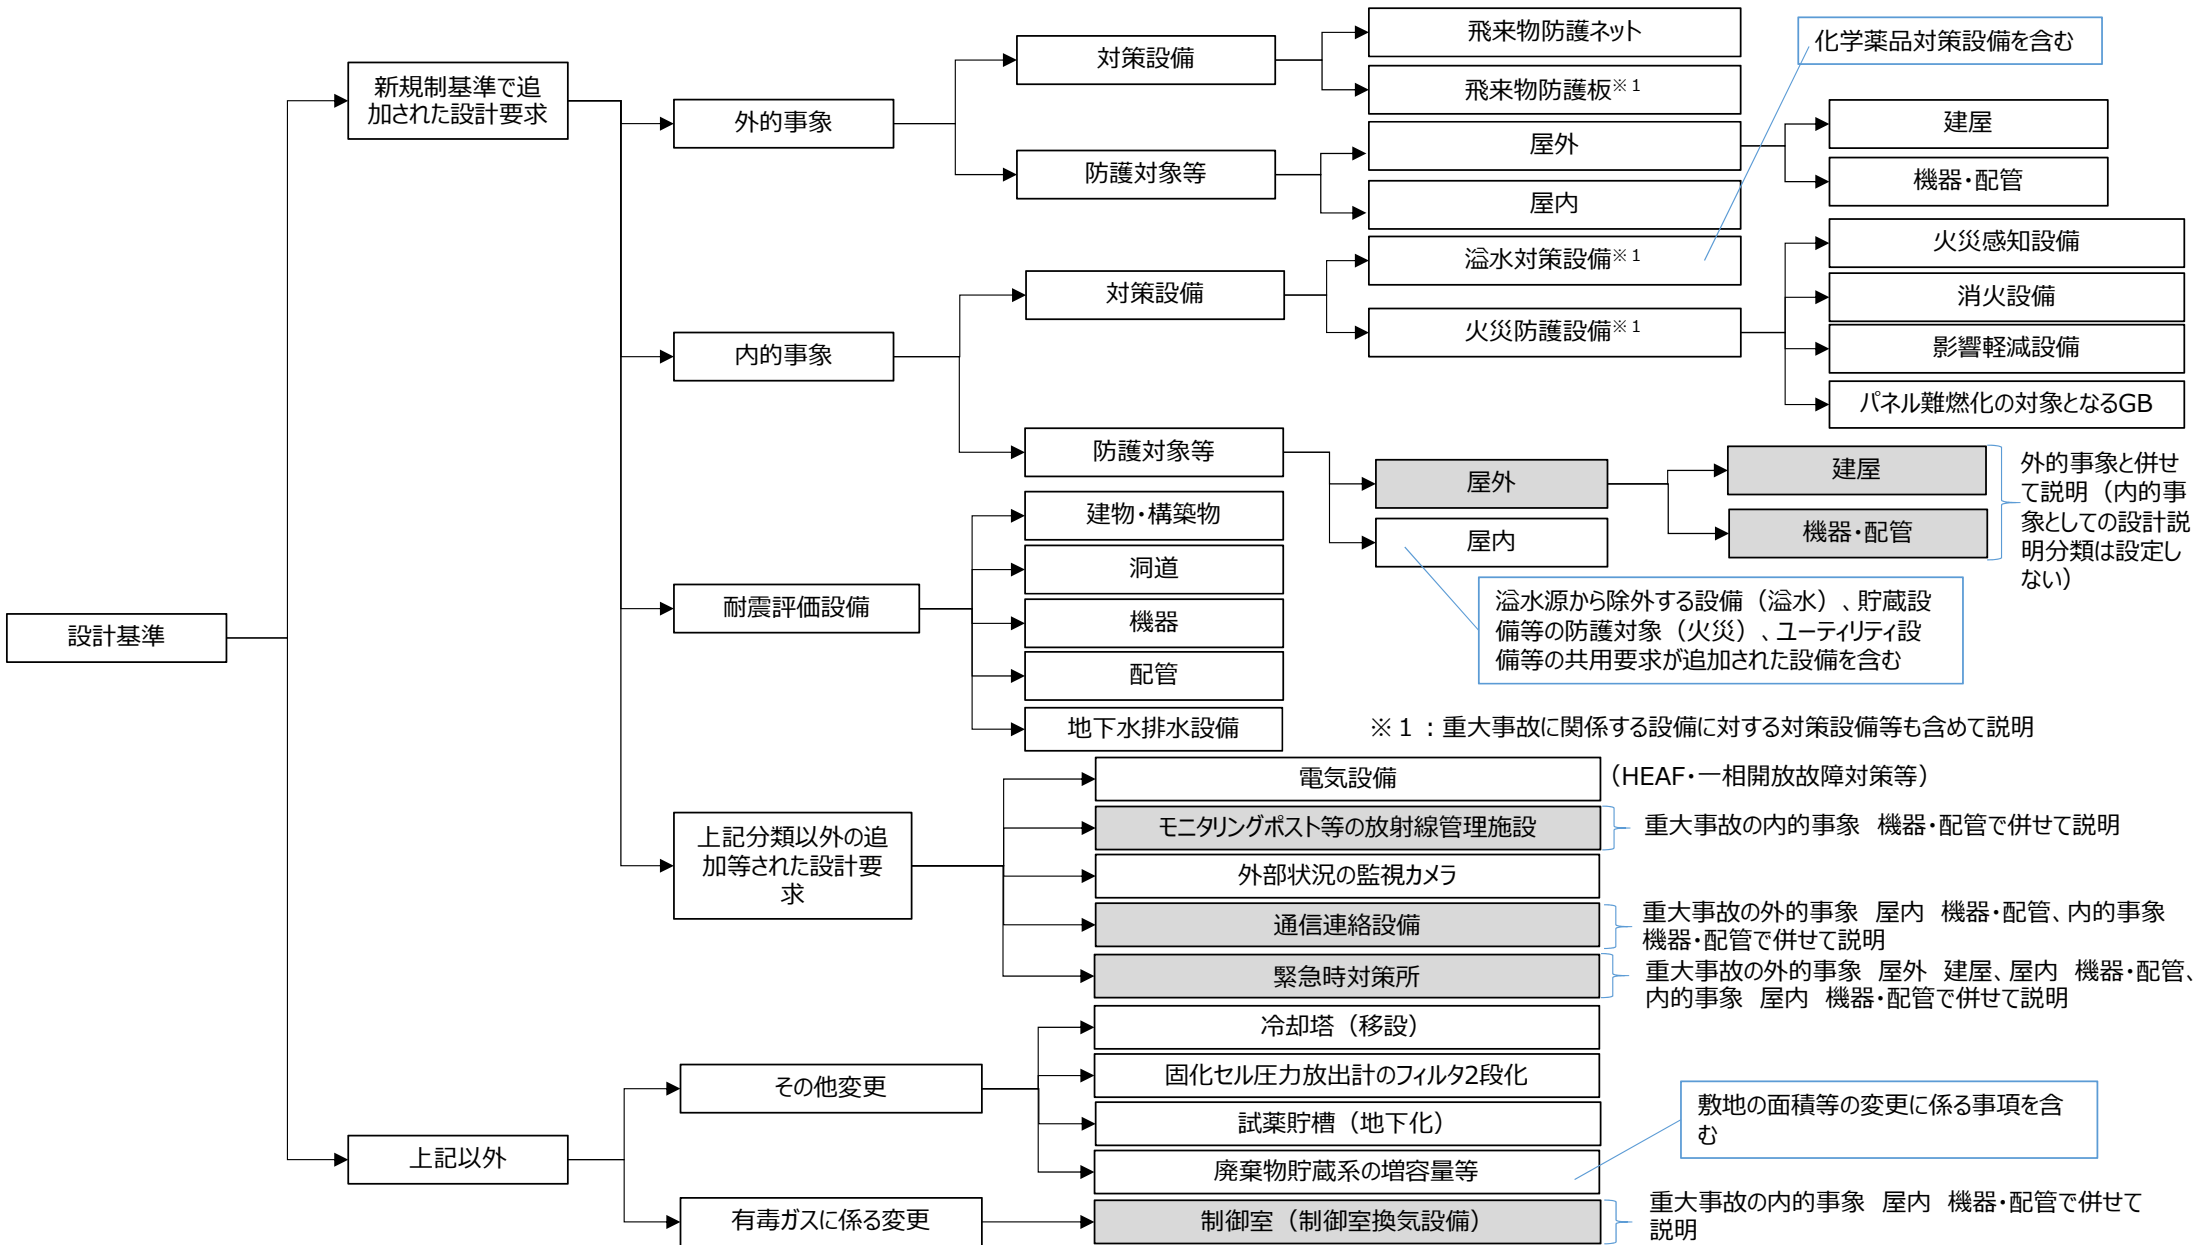 設計基準
新規制基準で追
加された設計要求
外的事象
対策設備
飛来物防護ネット
飛来物防護板※1
防護対象等
屋外
建屋
機器・配管
屋内
内的事象
対策設備
溢水対策設備※1
化学薬品対策設備を含む
火災防護設備※1
火災感知設備
消火設備
影響軽減設備
パネル難燃化の対象となるGB
防護対象等
屋外
建屋
機器・配管
外的事象と併せ
て説明（内的事
象としての設計説
明分類は設定し
ない）
屋内
溢水源から除外する設備（溢水）、貯蔵設
備等の防護対象（火災）、ユーティリティ設
備等の共用要求が追加された設備を含む
耐震評価設備
建物・構築物
洞道
機器
配管
地下水排水設備
※1：重大事故に関係する設備に対する対策設備等も含めて説明
上記分類以外の追
加等された設計要
求
電気設備
（HEAF・一相開放故障対策等）
モニタリングポスト等の放射線管理施設
重大事故の内的事象　機器・配管で併せて説明
外部状況の監視カメラ
通信連絡設備
重大事故の外的事象　屋内　機器・配管、内的事象
機器・配管で併せて説明
緊急時対策所
重大事故の外的事象　屋外　建屋、屋内　機器・配管、
内的事象　屋内　機器・配管で併せて説明
上記以外
その他変更
冷却塔（移設）
固化セル圧力放出計のフィルタ2段化
試薬貯槽（地下化）
廃棄物貯蔵系の増容量等
敷地の面積等の変更に係る事項を含
む
有毒ガスに係る変更
制御室（制御室換気設備）
重大事故の内的事象　屋内　機器・配管で併せて
説明